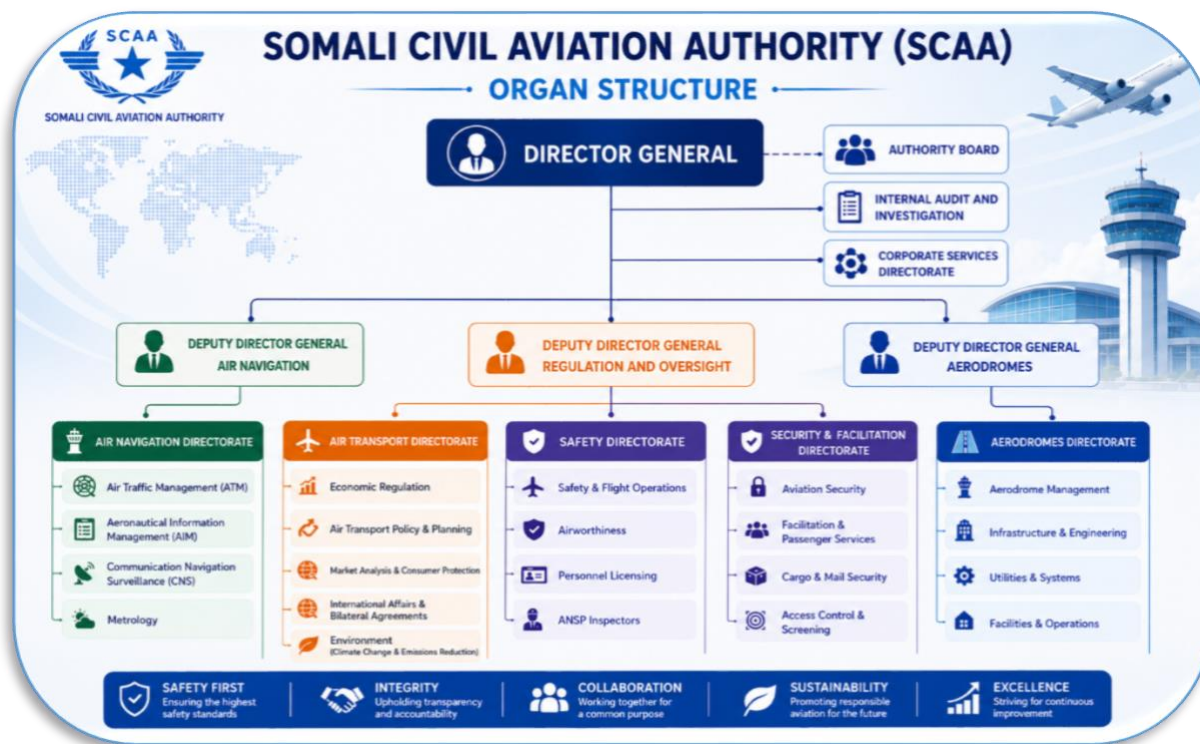 SCAA
SOMALI CIVIL AVIATION AUTHORITY
SOMALI CIVIL AVIATION AUTHORITY (SCAA)
ORGAN STRUCTURE
DIRECTOR GENERAL
AUTHORITY BOARD
INTERNAL AUDIT AND
INVESTIGATION
CORPORATE SERVICES
DIRECTORATE
DEPUTY DIRECTOR GENERAL
AIR NAVIGATION
DEPUTY DIRECTOR GENERAL
REGULATION AND OVERSIGHT
DEPUTY DIRECTOR GENERAL
AERODROMES
AIR NAVIGATION DIRECTORATE
Air Traffic Management (ATM)
Aeronautical Information
Management (AIM)
Communication Navigation
Surveillance (CNS)
Metrology
AIR TRANSPORT DIRECTORATE
Economic Regulation
Air Transport Policy & Planning
Market Analysis & Consumer Protection
International Affairs &
Bilateral Agreements
Environment
(Climate Change & Emissions Reduction)
SAFETY DIRECTORATE
Safety & Flight Operations
Airworthiness
Personnel Licensing
ANSP Inspectors
SECURITY & FACILITATION
DIRECTORATE
Aviation Security
Facilitation &
Passenger Services
Cargo & Mail Security
Access Control &
Screening
AERODROMES DIRECTORATE
Aerodrome Management
Infrastructure & Engineering
Utilities & Systems
Facilities & Operations
SAFETY FIRST
Ensuring the highest
safety standards
INTEGRITY
Upholding transparency
and accountability
COLLABORATION
Working together for
a common purpose
SUSTAINABILITY
Promoting responsible
aviation for the future
EXCELLENCE
Striving for continuous
improvement